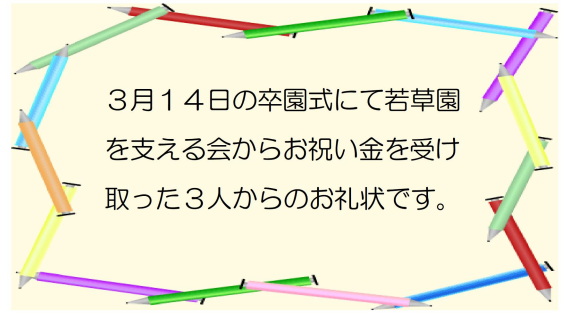 ３月１４日の卒園式にて若草園
を支える会からお祝い金を受け
取った３人からのお礼状です。